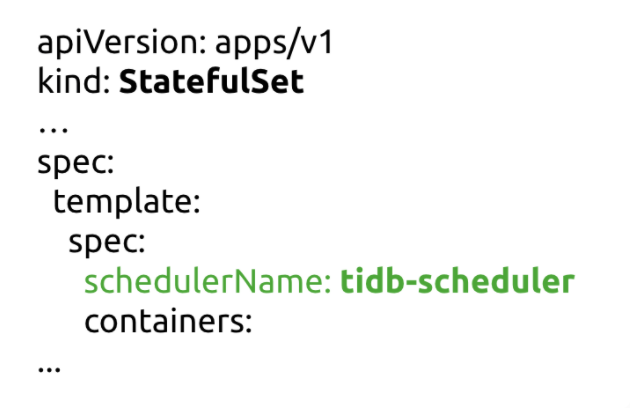 apiVersion: apps/v1
kind: StatefulSet
…
spec:
template:
spec:
schedulerName: tidb-scheduler
containers:
...